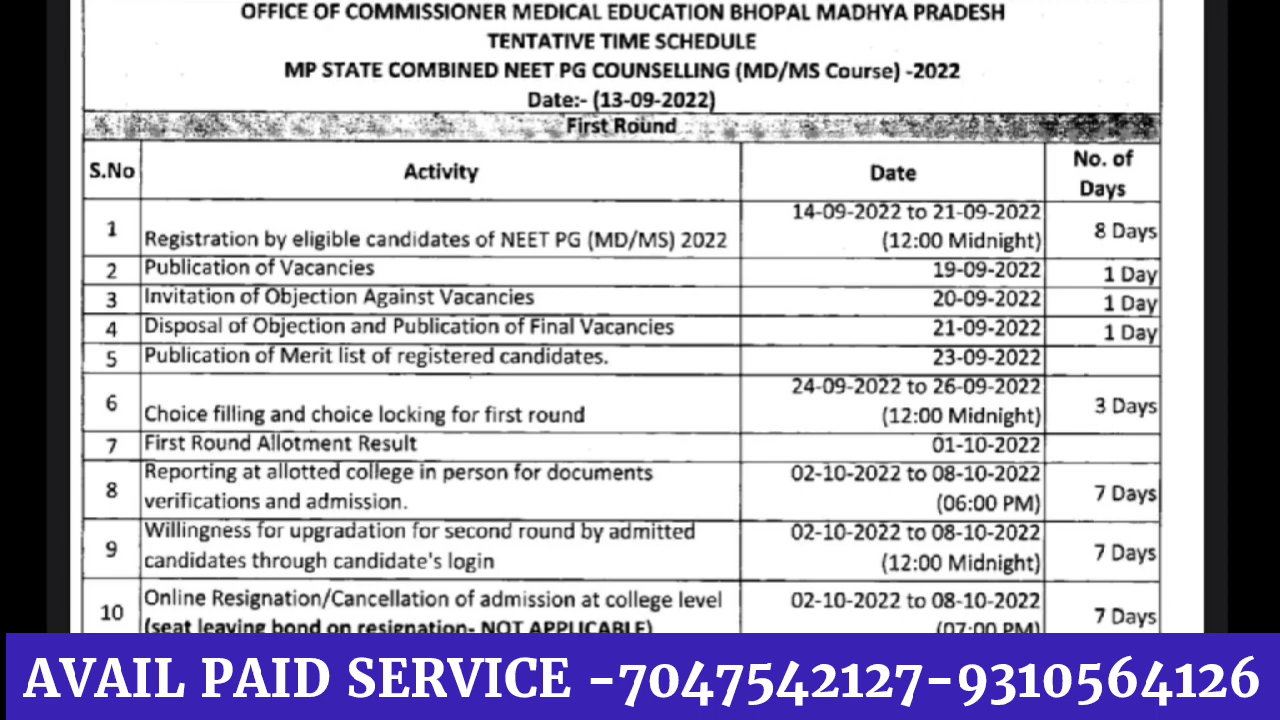 OFFICE OF COMMISSIONER MEDICAL EDUCATION BHOPAL MADHYA PRADESH
TENTATIVE TIME SCHEDULE
MP STATE COMBINED NEET PG COUNSELLING (MD/MS Course) -2022
Date:- (13-09-2022)
First Round
S.No Activity Date No. of Days
1 Registration by eligible candidates of NEET PG (MD/MS) 2022 14-09-2022 to 21-09-2022 (12:00 Midnight) 8 Days
2 Publication of Vacancies 19-09-2022 1 Day
3 Invitation of Objection Against Vacancies 20-09-2022 1 Day
4 Disposal of Objection and Publication of Final Vacancies 21-09-2022 1 Day
5 Publication of Merit list of registered candidates. 23-09-2022
6 Choice filling and choice locking for first round 24-09-2022 to 26-09-2022 (12:00 Midnight) 3 Days
7 First Round Allotment Result 01-10-2022
8 Reporting at allotted college in person for documents verifications and admission. 02-10-2022 to 08-10-2022 (06:00 PM) 7 Days
9 Willingness for upgradation for second round by admitted candidates through candidate's login 02-10-2022 to 08-10-2022 (12:00 Midnight) 7 Days
10 Online Resignation/Cancellation of admission at college level (seat leaving bond on resignation- NOT APPLICABLE) 02-10-2022 to 08-10-2022 (07:00 PM) 7 Days
AVAIL PAID SERVICE -7047542127-9310564126